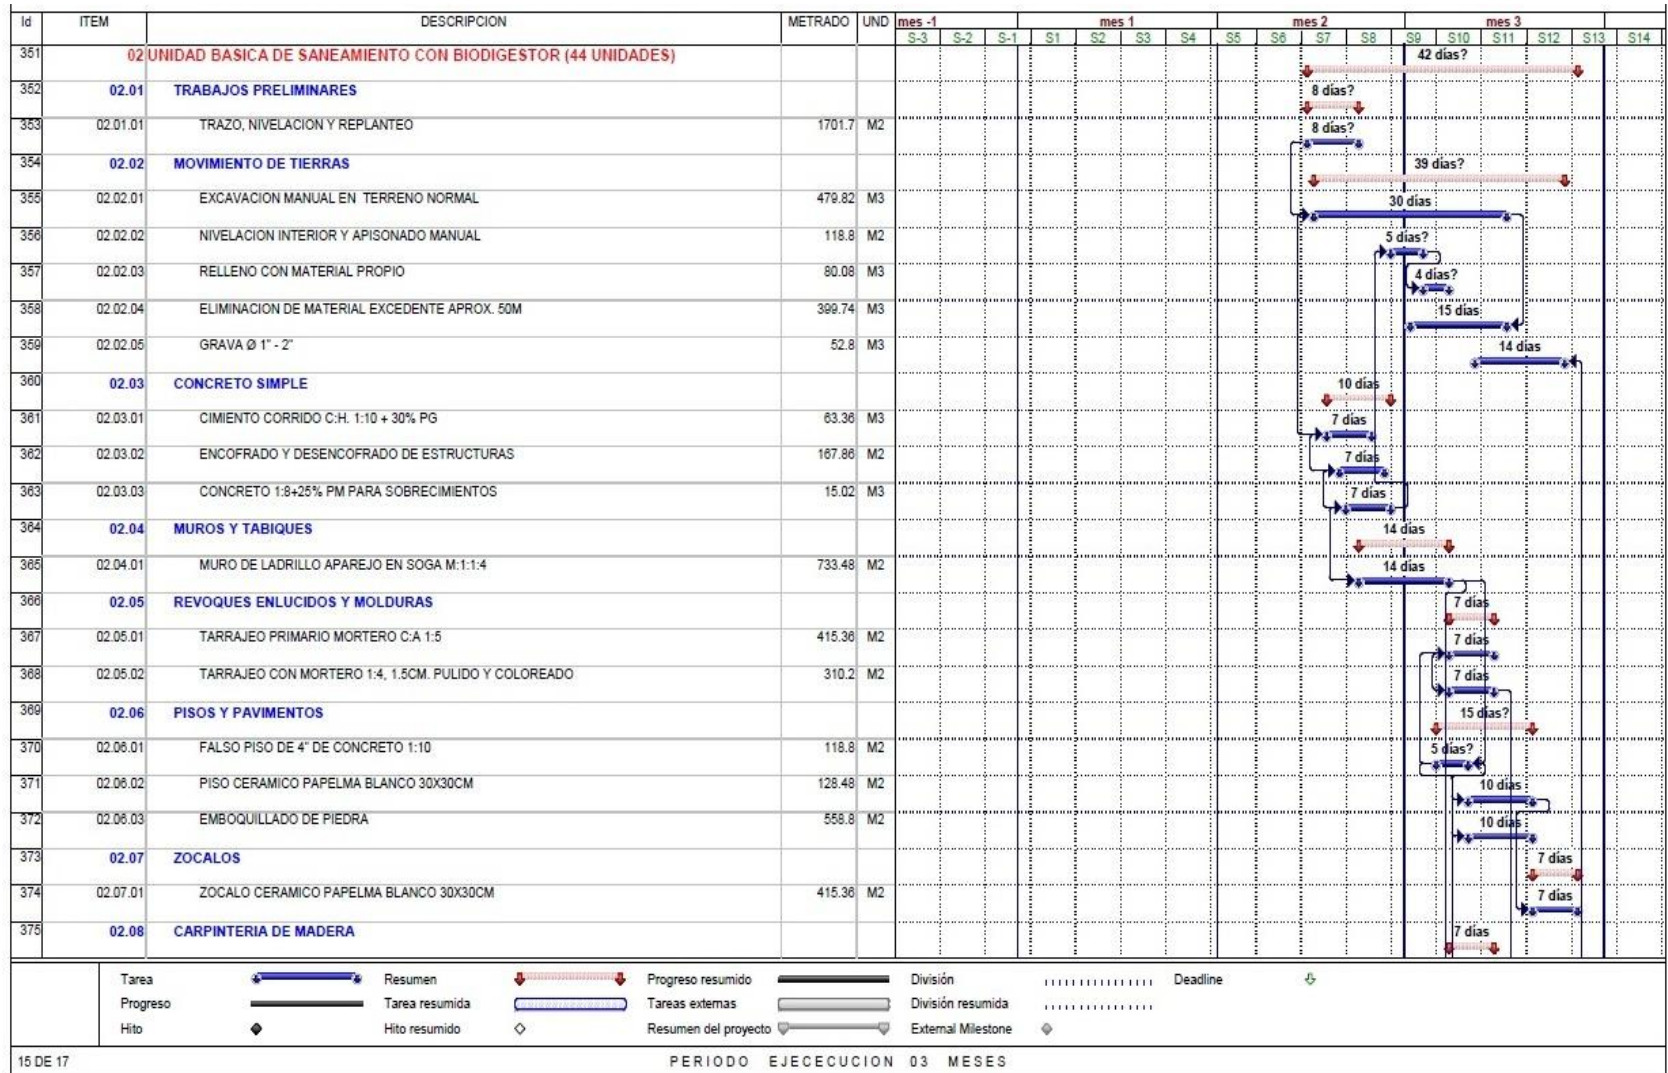 Id ITEM DESCRIPCION METRADO UND mes -1 mes 1 mes 2 mes 3
S-3 S-2 S-1 S1 S2 S3 S4 S5 S6 S7 S8 S9 S10 S11 S12 S13 S14
351 02 UNIDAD BASICA DE SANEAMIENTO CON BIODIGESTOR (44 UNIDADES) 42 días?
352 02.01 TRABAJOS PRELIMINARES 8 días?
353 02.01.01 TRAZO, NIVELACION Y REPLANTEO 1701.7 M2 8 días?
354 02.02 MOVIMIENTO DE TIERRAS 39 días?
355 02.02.01 EXCAVACION MANUAL EN TERRENO NORMAL 479.82 M3 30 días
356 02.02.02 NIVELACION INTERIOR Y APISONADO MANUAL 118.8 M2 5 días?
357 02.02.03 RELLENO CON MATERIAL PROPIO 80.08 M3 4 días?
358 02.02.04 ELIMINACION DE MATERIAL EXCEDENTE APROX. 50M 399.74 M3 15 días
359 02.02.05 GRAVA Ø 1" - 2" 52.8 M3 14 días
360 02.03 CONCRETO SIMPLE 10 días
361 02.03.01 CIMIENTO CORRIDO C:H. 1:10 + 30% PG 63.36 M3 7 días
362 02.03.02 ENCOFRADO Y DESENCOFRADO DE ESTRUCTURAS 167.86 M2 7 días
363 02.03.03 CONCRETO 1:8+25% PM PARA SOBRECIMIENTOS 15.02 M3 7 días
364 02.04 MUROS Y TABIQUES 14 días
365 02.04.01 MURO DE LADRILLO APAREJO EN SOGA M:1:1:4 733.48 M2 14 días
366 02.05 REVOQUES ENLUCIDOS Y MOLDURAS 7 días
367 02.05.01 TARRAJEO PRIMARIO MORTERO C:A 1:5 415.36 M2 7 días
368 02.05.02 TARRAJEO CON MORTERO 1:4, 1.5CM. PULIDO Y COLOREADO 310.2 M2 7 días
369 02.06 PISOS Y PAVIMENTOS 15 días?
370 02.06.01 FALSO PISO DE 4" DE CONCRETO 1:10 118.8 M2 5 días?
371 02.06.02 PISO CERAMICO PAPELMA BLANCO 30X30CM 128.48 M2 10 días
372 02.06.03 EMBOQUILLADO DE PIEDRA 558.8 M2 10 días
373 02.07 ZOCALOS 7 días
374 02.07.01 ZOCALO CERAMICO PAPELMA BLANCO 30X30CM 415.36 M2 7 días
375 02.08 CARPINTERIA DE MADERA 7 días
Tarea Resumen Progreso resumido División Deadline
Progreso Tarea resumida Tareas externas División resumida
Hito Hito resumido Resumen del proyecto External Milestone
15 DE 17 PERIODO EJECECUCION 03 MESES